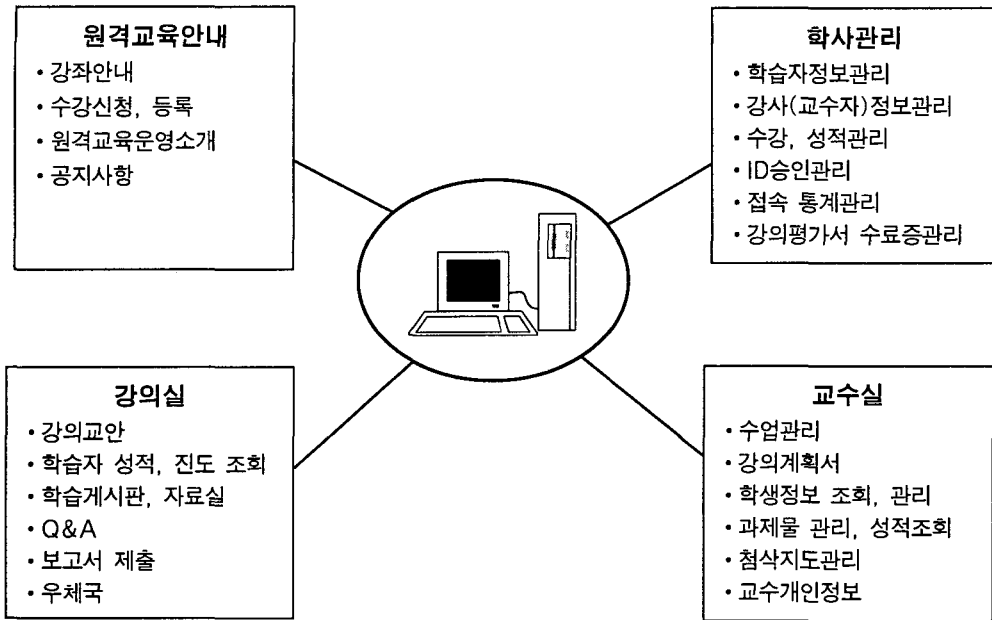 원격교육안내
• 강좌안내
• 수강신청, 등록
• 원격교육운영소개
• 공지사항
학사관리
• 학습자정보관리
• 강사(교수자)정보관리
• 수강, 성적관리
• ID승인관리
• 접속 통계관리
• 강의평가서 수료증관리
강의실
• 강의교안
• 학습자 성적, 진도 조회
• 학습게시판, 자료실
• Q&A
• 보고서 제출
• 우체국
교수실
• 수업관리
• 강의계획서
• 학생정보 조회, 관리
• 과제물 관리, 성적조회
• 첨삭지도관리
• 교수개인정보